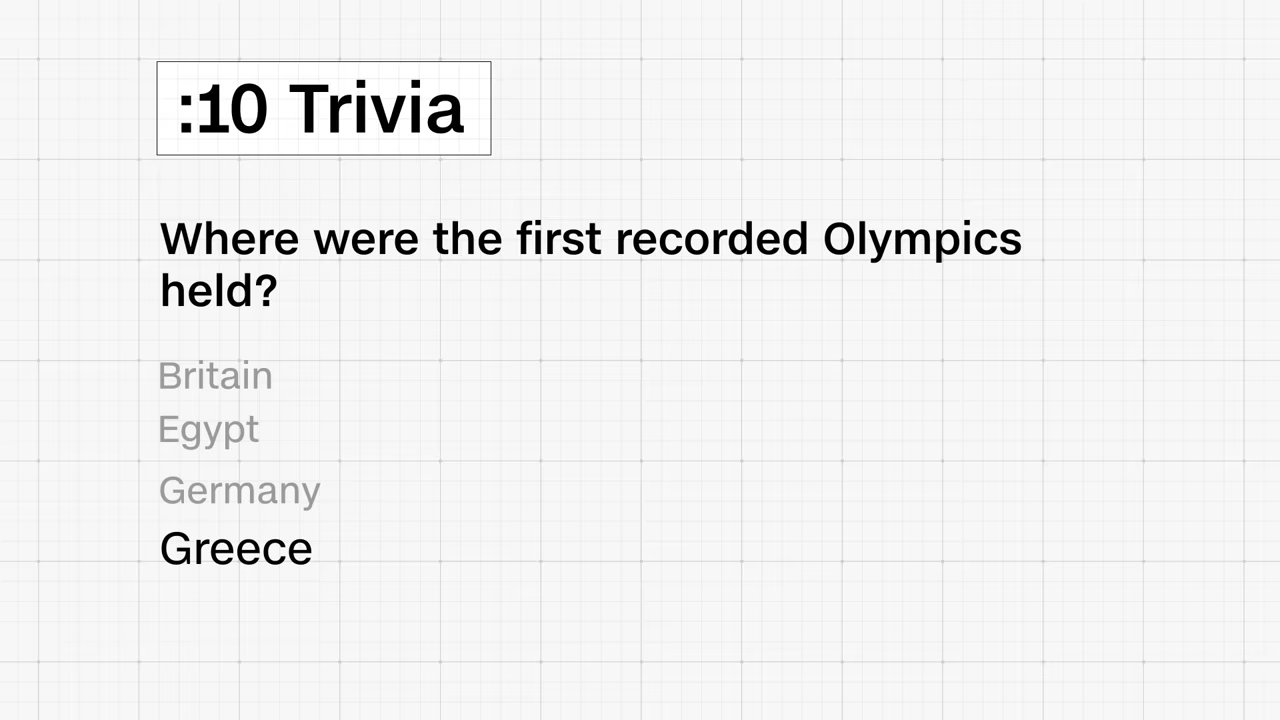 :10 Trivia
Where were the first recorded Olympics
held?
Britain
Egypt
Germany
Greece